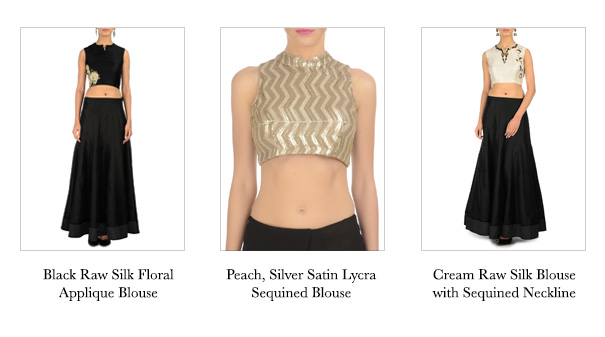 Black Raw Silk Floral
Applique Blouse
Peach, Silver Satin Lycra
Sequined Blouse
Cream Raw Silk Blouse
with Sequined Neckline